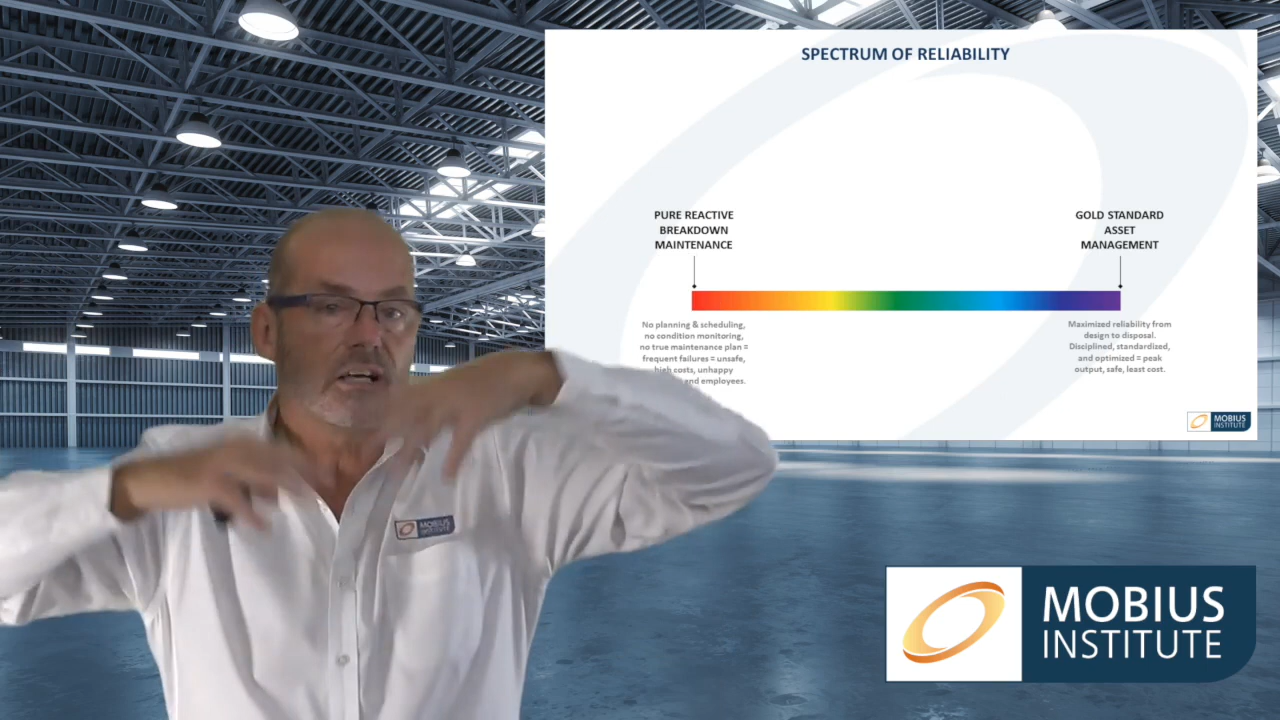 SPECTRUM OF RELIABILITY
PURE REACTIVE
BREAKDOWN
MAINTENANCE
GOLD STANDARD
ASSET
MANAGEMENT
No planning & scheduling,
no condition monitoring,
no true maintenance plan =
frequent failures = unsafe,
high costs, unhappy
and employees.
Maximized reliability from
design to disposal.
Disciplined, standardized,
and optimized = peak
output, safe, least cost.
MOBIUS
INSTITUTE
MOBIUS
INSTITUTE
MOBIUS
INSTITUTE